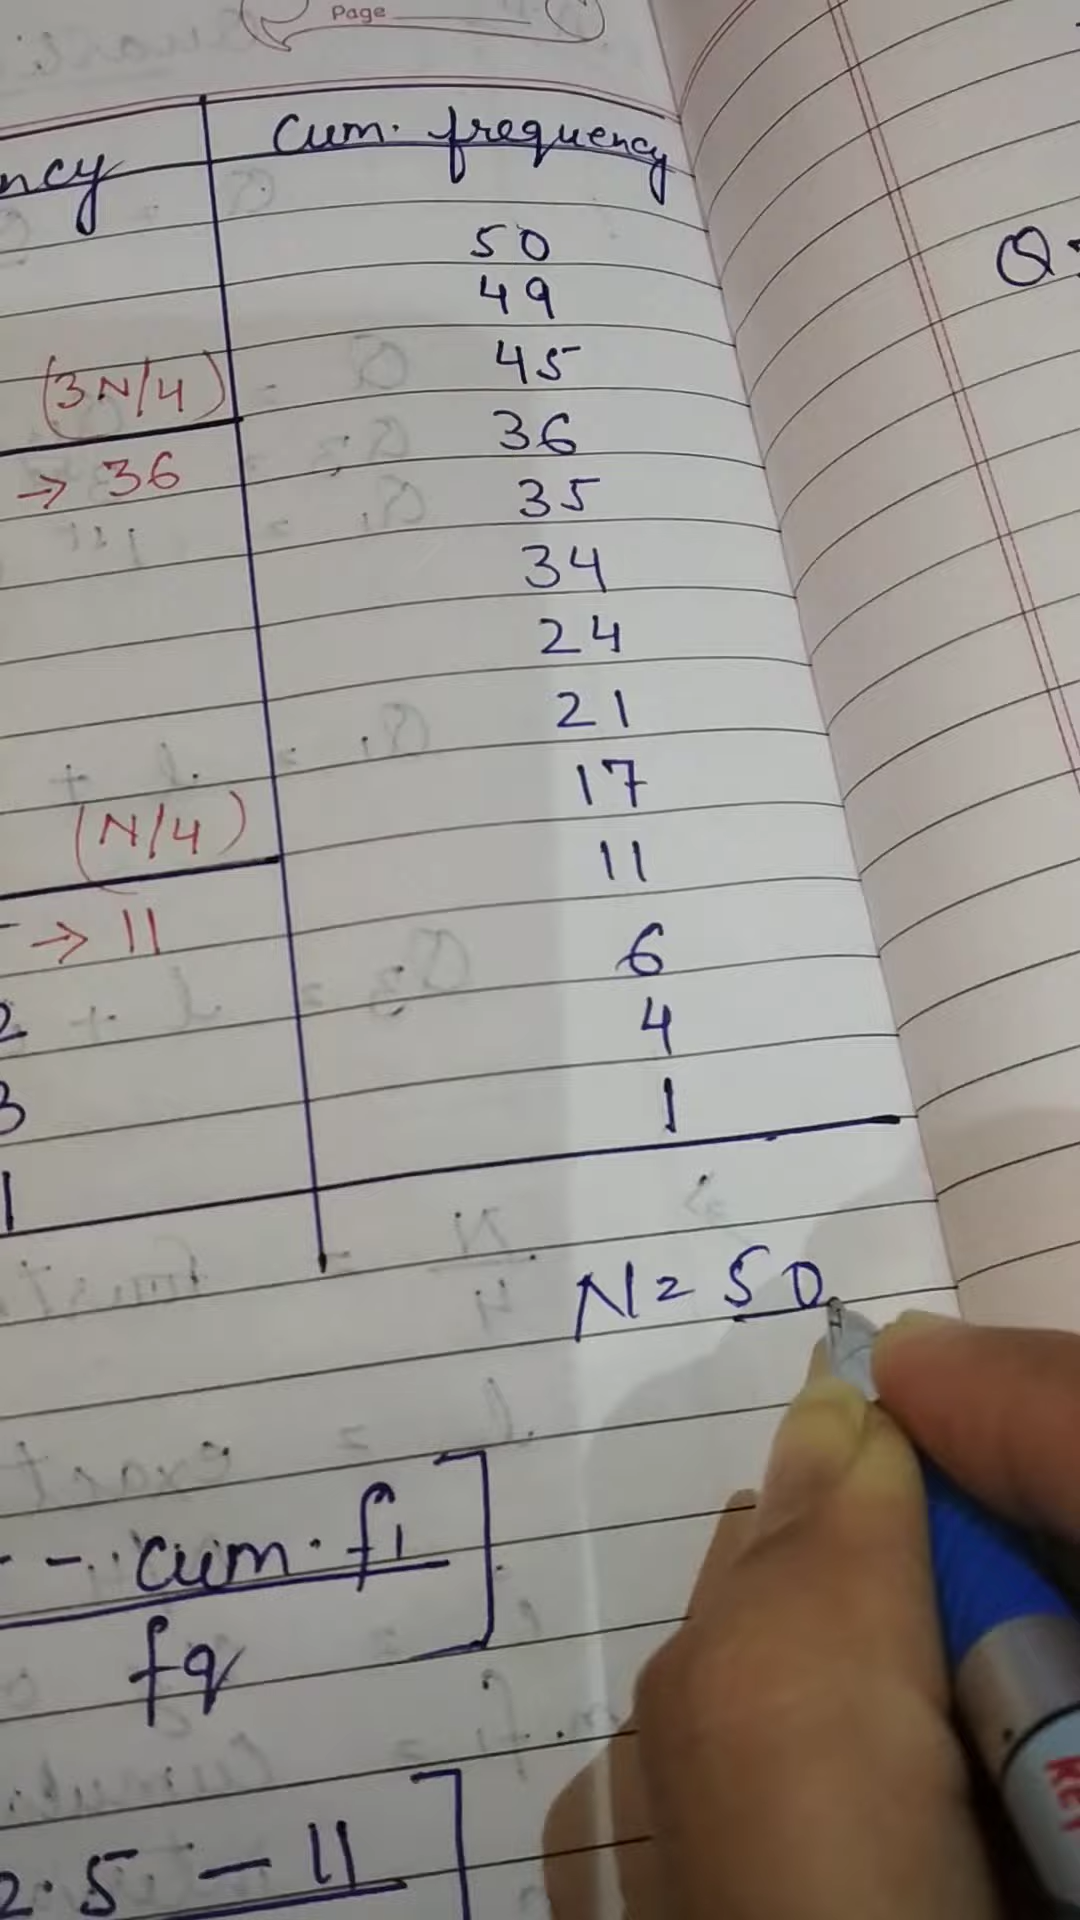 Page
ncy Cum. frequency
50
49
45
(3N/4)
36
→ 36
35
34
24
21
17
(N/4)
11
→ 11
6
2
4
3
1
1
N = 50
- cum. f1
fq
2.5 - 11
Q